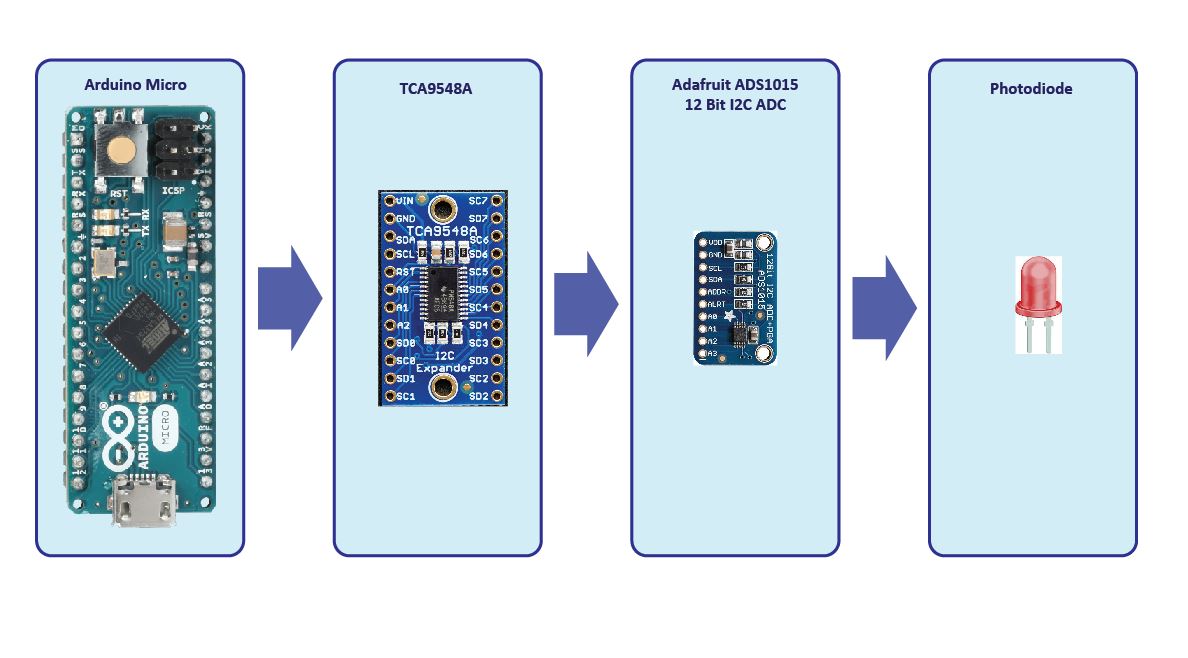 Arduino Micro
TCA9548A
Adafruit ADS1015
12 Bit I2C ADC
Photodiode
RST
ICSP
TX RX
ARDUINO
MICRO
VIN
GND
SDA
SCL
RST
A0
A1
A2
SD0
SC0
SD1
SC1
TCA9548A
I2C
Expander
SC7
SD7
SC6
SD6
SC5
SD5
SC4
SD4
SC3
SD3
SC2
SD2
VDD
GND
SCL
SDA
ADDR
ALRT
A0
A1
A2
A3
12Bit I2C ADC+PGA
ADS1015